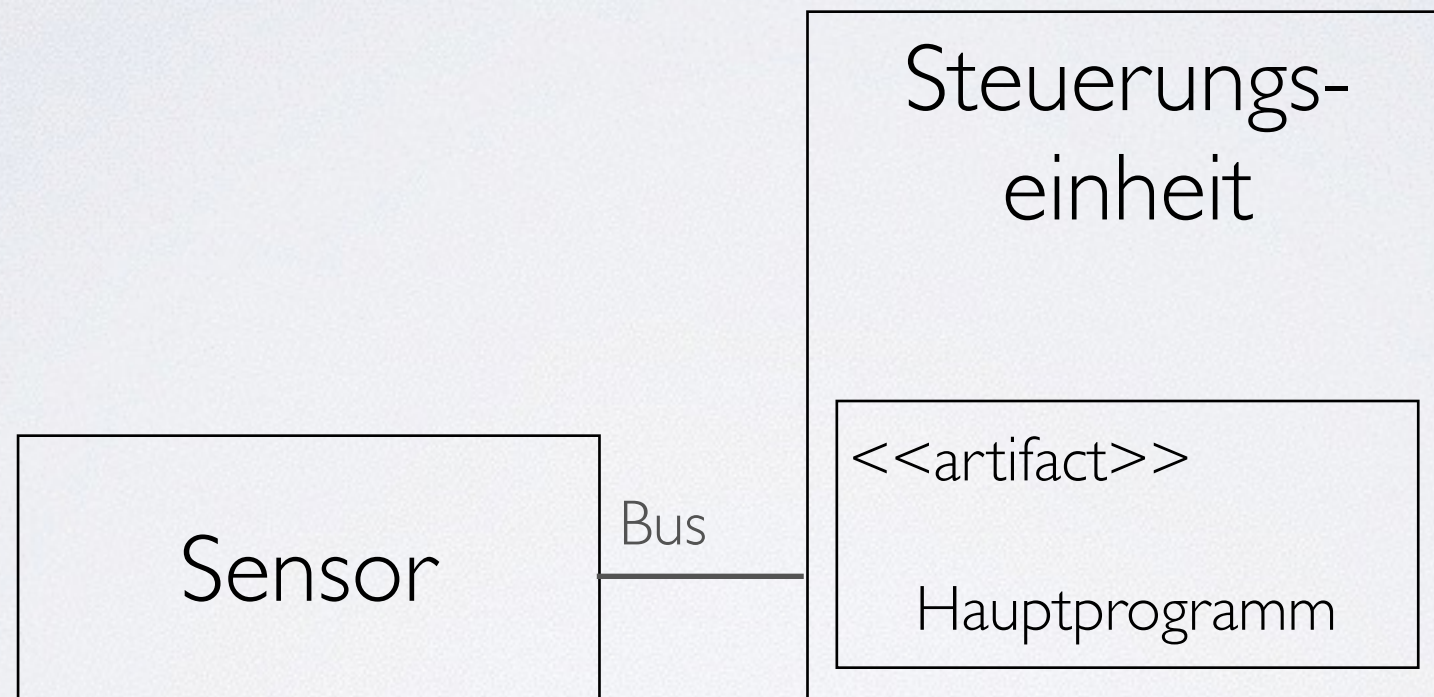 Steuerungs-
einheit
<<artifact>>
Hauptprogramm
Bus
Sensor